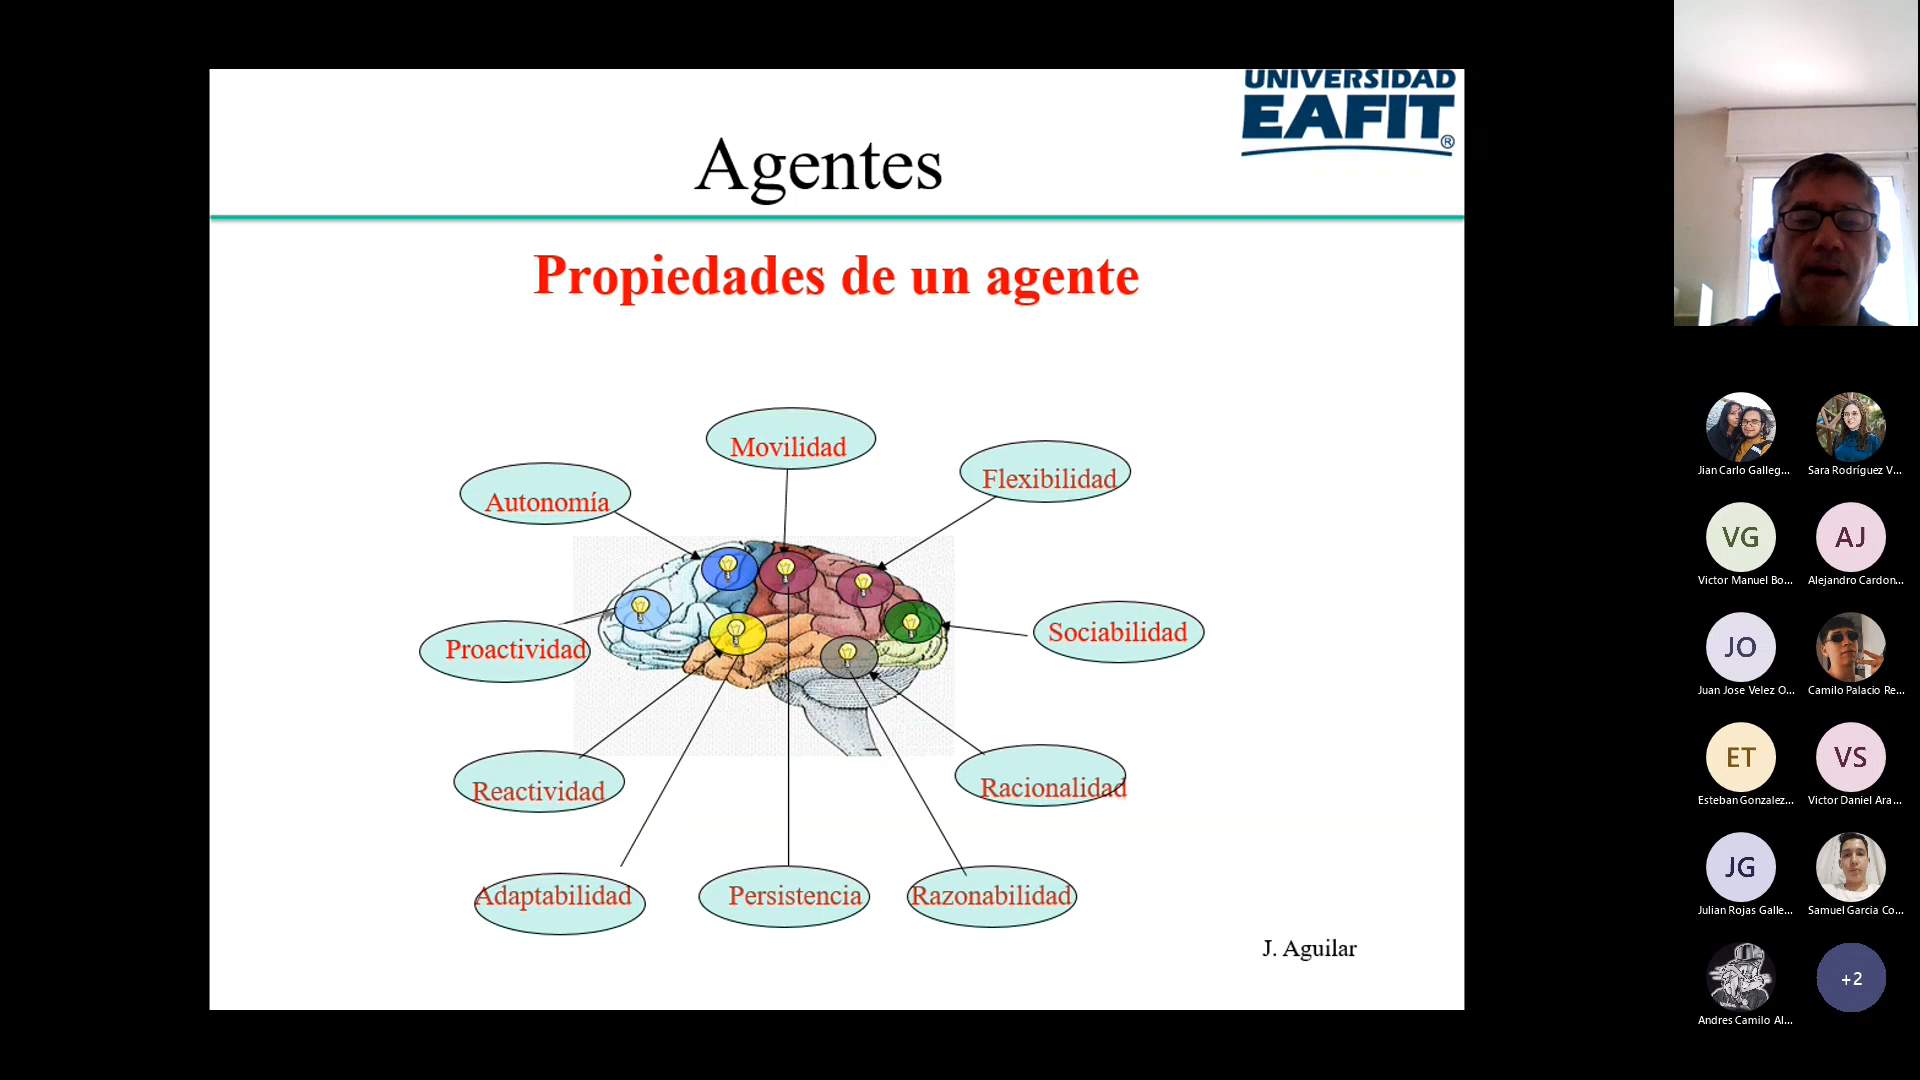 UNIVERSIDAD
EAFIT®
Agentes
Propiedades de un agente
Movilidad
Flexibilidad
Autonomía
Sociabilidad
Proactividad
Racionalidad
Reactividad
Adaptabilidad
Persistencia
Razonabilidad
J. Aguilar
Jian Carlo Galleg...
Sara Rodríguez V...
VG
AJ
Victor Manuel Bo...
Alejandro Cardon...
JO
Juan Jose Velez O...
Camilo Palacio Re...
ET
VS
Esteban Gonzalez...
Victor Daniel Ara...
JG
Julian Rojas Galle...
Samuel Garcia Co...
+2
Andres Camilo Al...